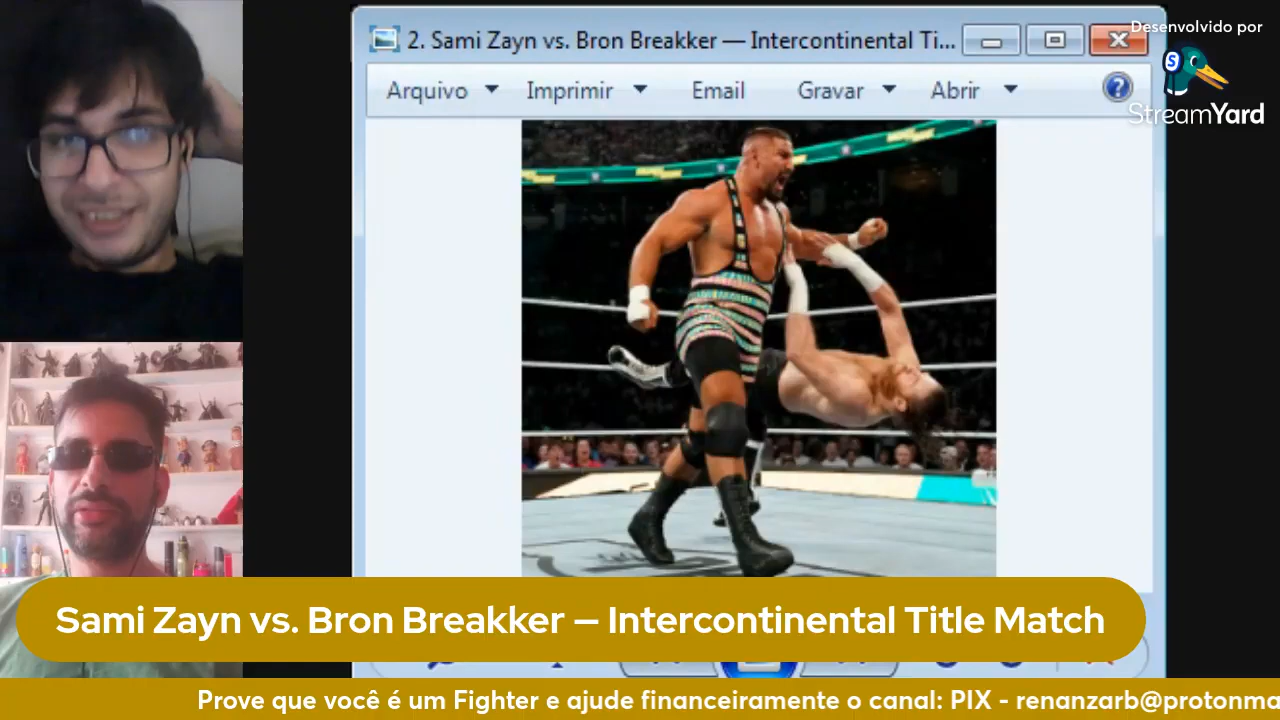 2. Sami Zayn vs. Bron Breakker — Intercontinental Ti...
Desenvolvido por
StreamYard
Arquivo Imprimir Email Gravar Abrir
Sami Zayn vs. Bron Breakker — Intercontinental Title Match
Prove que você é um Fighter e ajude financeiramente o canal: PIX - renanzarb@protonma